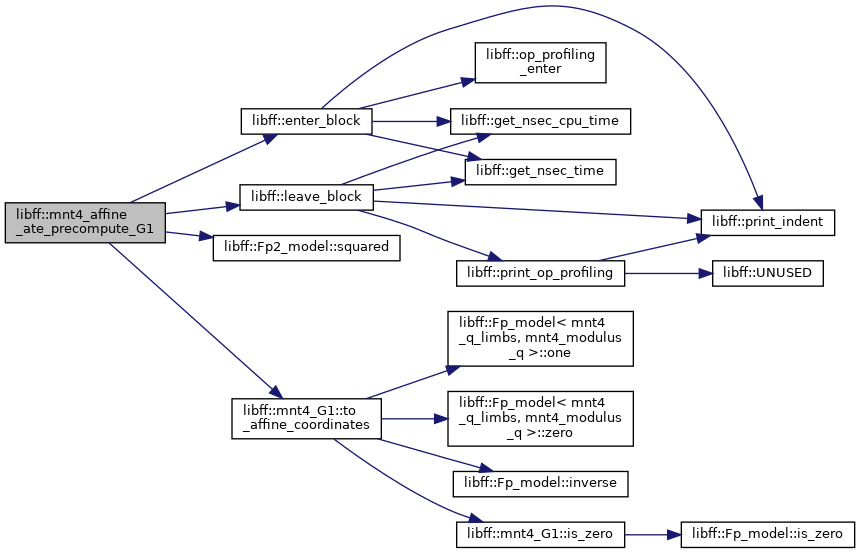 libff::mnt4_affine
_ate_precompute_G1
libff::enter_block
libff::leave_block
libff::Fp2_model::squared
libff::mnt4_G1::to
_affine_coordinates
libff::op_profiling
_enter
libff::get_nsec_cpu_time
libff::get_nsec_time
libff::print_op_profiling
libff::print_indent
libff::UNUSED
libff::Fp_model< mnt4
_q_limbs, mnt4_modulus
_q >::one
libff::Fp_model< mnt4
_q_limbs, mnt4_modulus
_q >::zero
libff::Fp_model::inverse
libff::mnt4_G1::is_zero
libff::Fp_model::is_zero